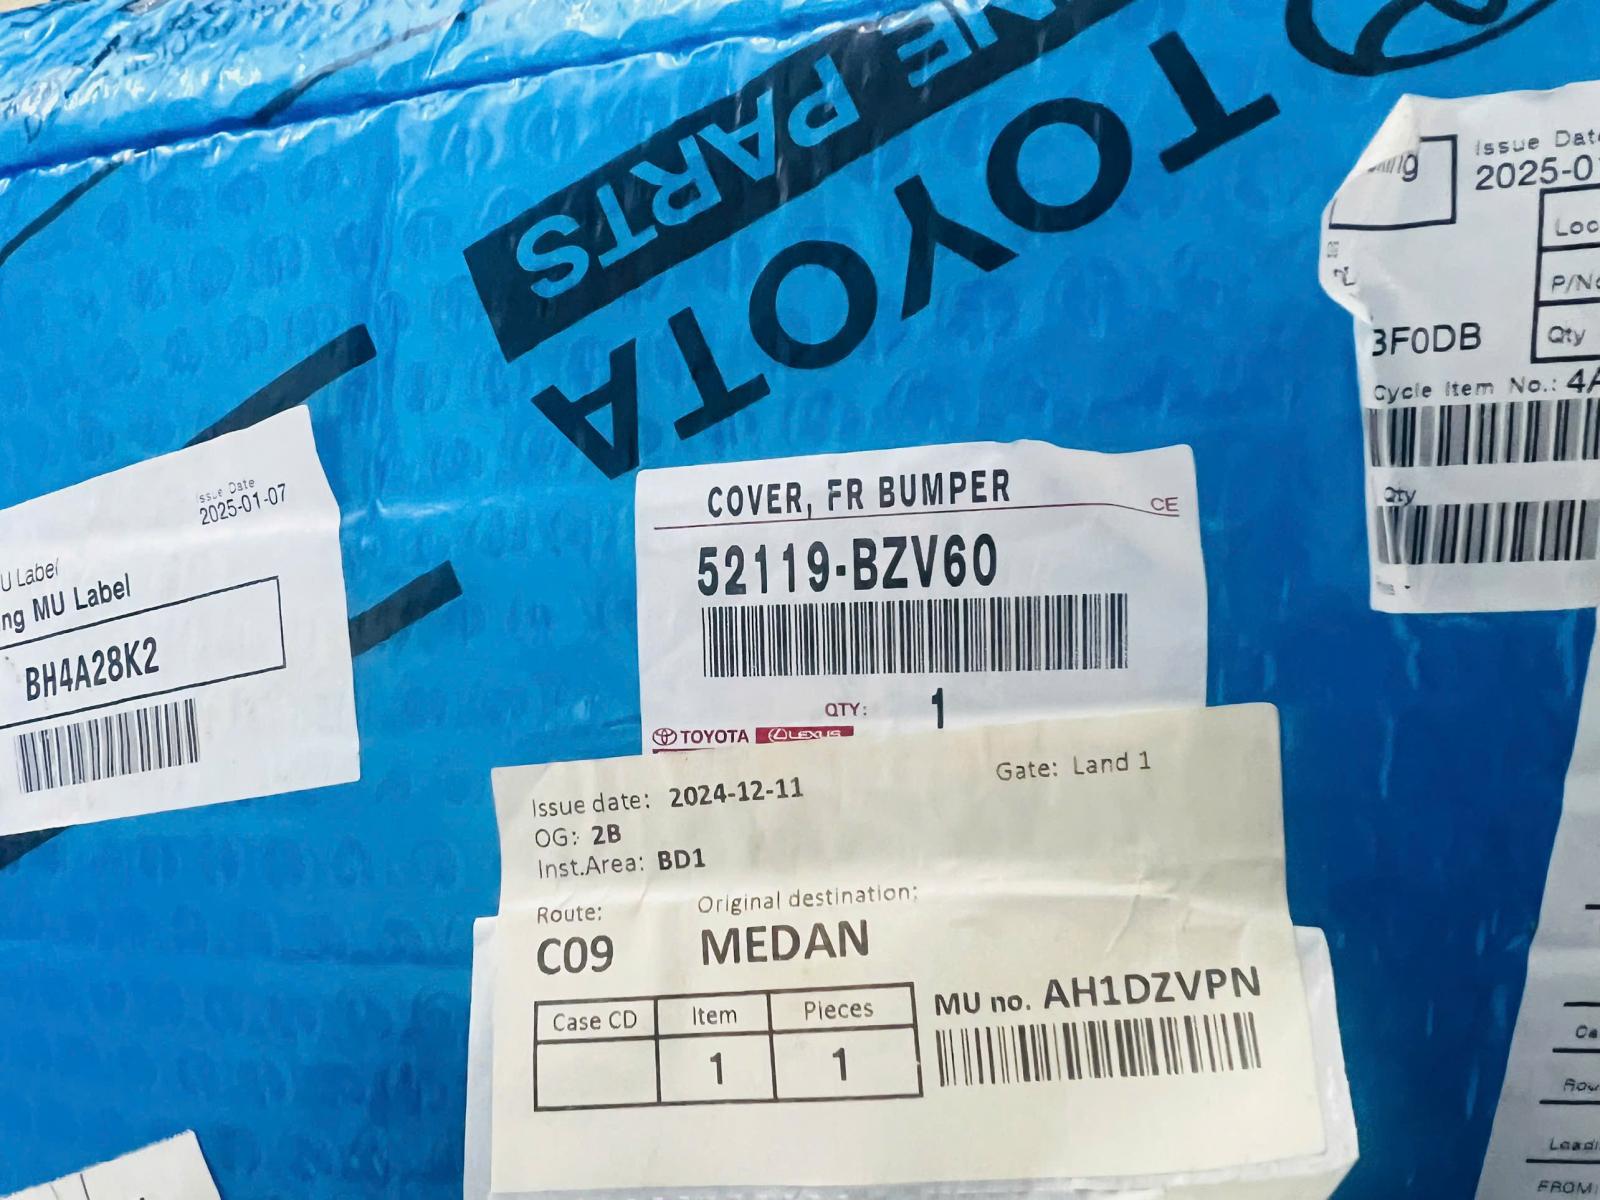 TOYOTA
PARTS
Issue Date
2025-01-07
U Label
ng MU Label
BH4A28K2
COVER, FR BUMPER
CE
52119-BZV60
QTY: 1
TOYOTA LEXUS
Issue date: 2024-12-11
Gate: Land 1
OG: 2B
Inst.Area: BD1
Route:
Original destination:
C09
MEDAN
Case CD Item Pieces
1 1
MU no. AH1DZVPN
Issue Date
2025-0
Loc
P/No
Qty
3F0DB
Cycle Item No.: 4A
Qty
FROM: